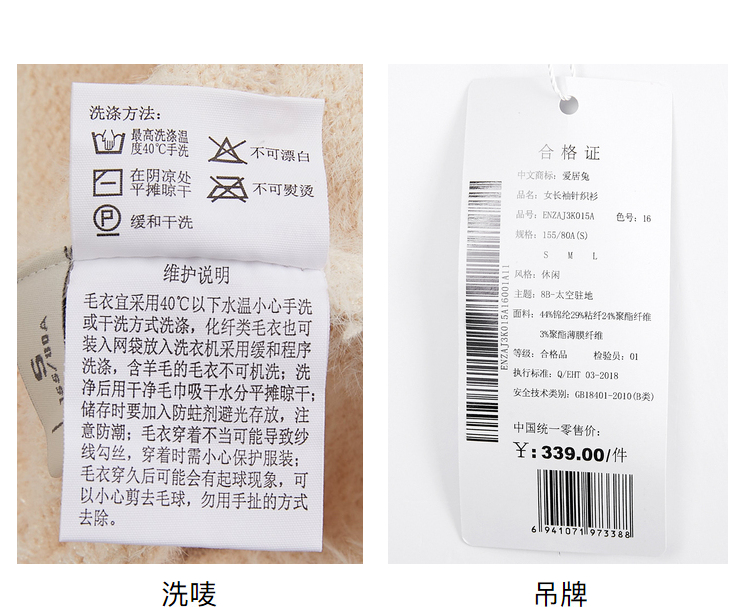 洗涤方法:
最高洗涤温
度40℃手洗
不可漂白
在阴凉处
平摊晾干
不可熨烫
P
缓和干洗
维护说明
毛衣宜采用40℃以下水温小心手洗
或干洗方式洗涤，化纤类毛衣也可
装入网袋放入洗衣机采用缓和程序
洗涤，含羊毛的毛衣不可机洗；洗
净后用干净毛巾吸干水分平摊晾干;
储存时要加入防蛀剂避光存放，注
意防潮；毛衣穿着不当可能导致纱
线勾丝，穿着时需小心保护服装；
毛衣穿久后可能会有起球现象，可
以小心剪去毛球，勿用手扯的方式
去除。
S
洗唛
合格证
中文商标：爱居兔
品名：女长袖针织衫
品号：ENZAJ3K015A 色号：16
规格：155/80A(S)
S M L
风格：休闲
主题：8B-太空驻地
面料：44%锦纶29%粘纤24%聚酯纤维
3%聚酯薄膜纤维
等级：合格品 检验员：01
执行标准：Q/EHT 03-2018
安全技术类别：GB18401-2010(B类)
中国统一零售价：
¥:339.00/件
6 941071 973388
ENZAJ3K015A16001A11
吊牌